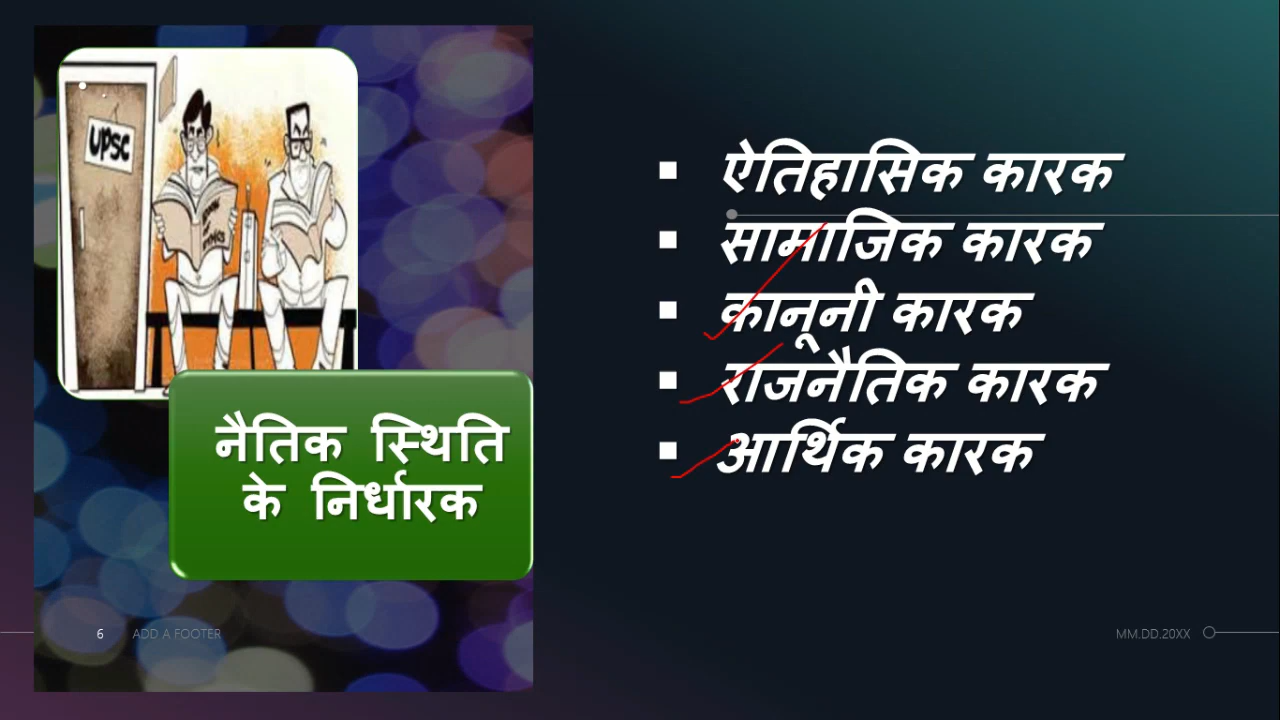 UPSC
नैतिक स्थिति
के निर्धारक
ऐतिहासिक कारक
सामाजिक कारक
कानूनी कारक
राजनैतिक कारक
आर्थिक कारक
6 ADD A FOOTER
MM.DD.20XX